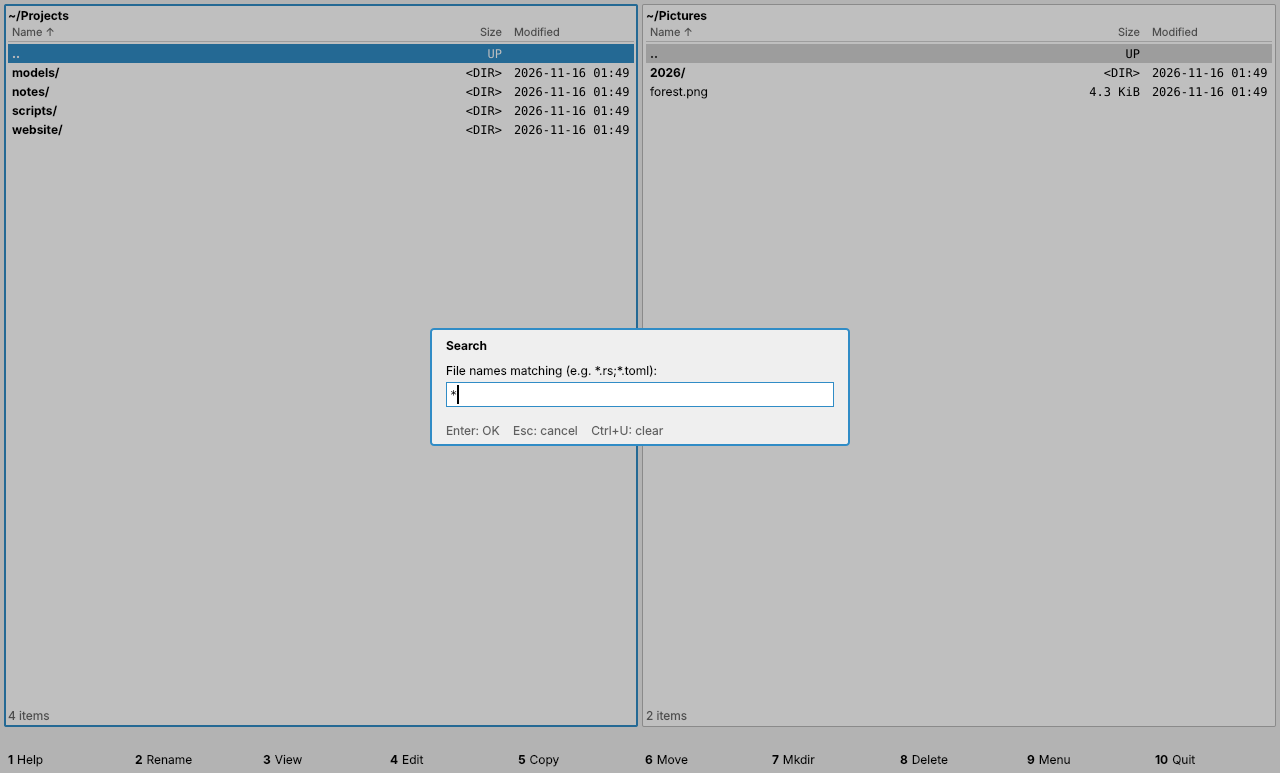 ~/Projects
Name ↑ Size Modified
.. UP
models/ <DIR> 2026-11-16 01:49
notes/ <DIR> 2026-11-16 01:49
scripts/ <DIR> 2026-11-16 01:49
website/ <DIR> 2026-11-16 01:49
4 items
~/Pictures
Name ↑ Size Modified
.. UP
2026/ <DIR> 2026-11-16 01:49
forest.png 4.3 KiB 2026-11-16 01:49
2 items
Search
File names matching (e.g. *.rs;*.toml):
*
Enter: OK Esc: cancel Ctrl+U: clear
1 Help 2 Rename 3 View 4 Edit 5 Copy 6 Move 7 Mkdir 8 Delete 9 Menu 10 Quit